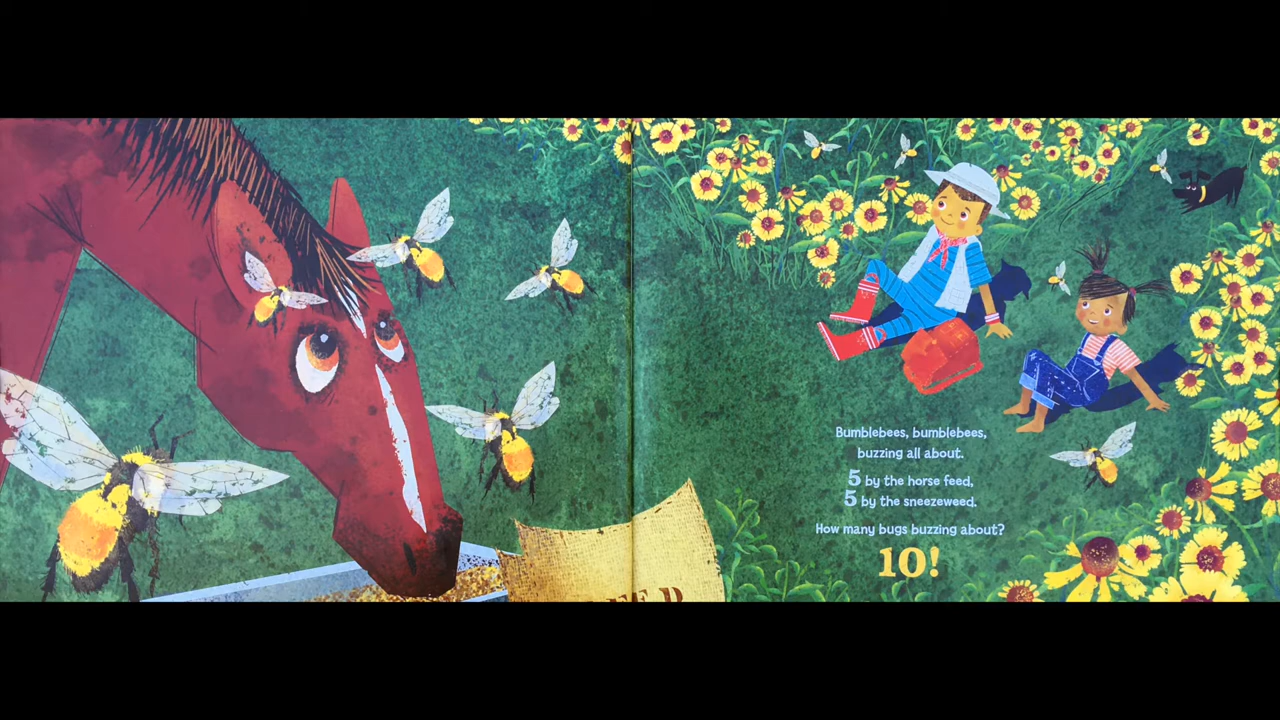 Bumblebees, bumblebees,
buzzing all about.
5 by the horse feed,
5 by the sneezeweed.
How many bugs buzzing about?
10!